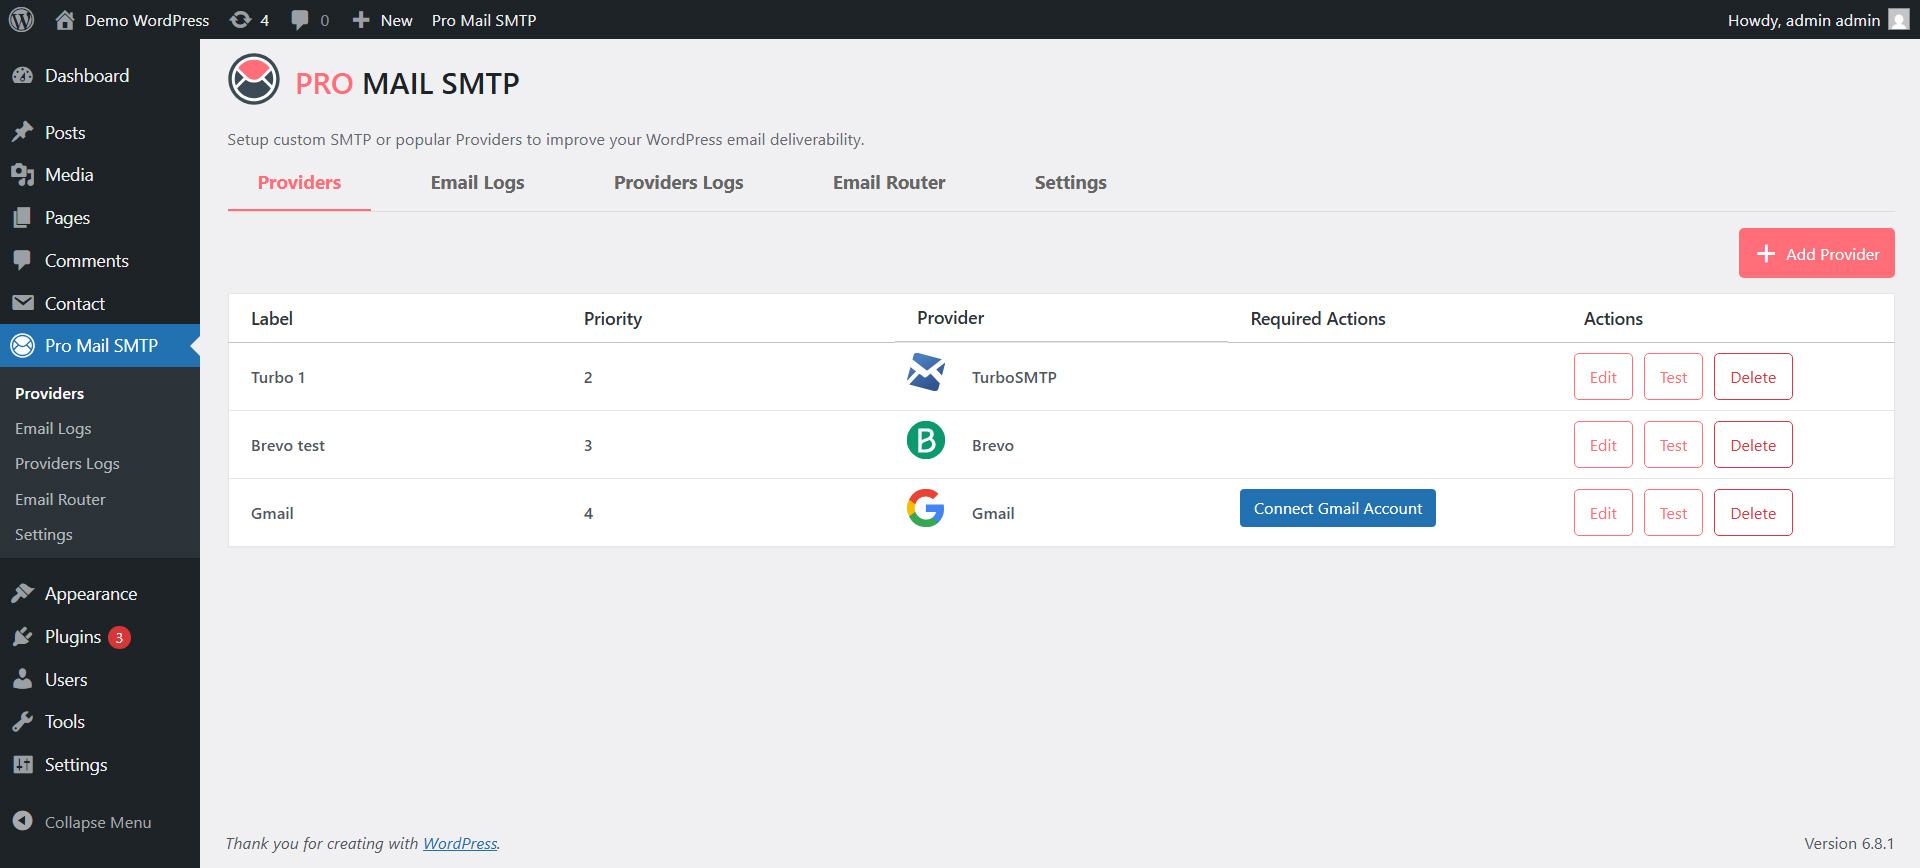 Demo WordPress 4 0 New Pro Mail SMTP Howdy, admin admin
Dashboard
Posts
Media
Pages
Comments
Contact
Pro Mail SMTP
Providers
Email Logs
Providers Logs
Email Router
Settings
Appearance
Plugins 3
Users
Tools
Settings
Collapse Menu
PRO MAIL SMTP
Setup custom SMTP or popular Providers to improve your WordPress email deliverability.
Providers Email Logs Providers Logs Email Router Settings
Add Provider
Label Priority Provider Required Actions Actions
Turbo 1 2 TurboSMTP Edit Test Delete
Brevo test 3 B Brevo Edit Test Delete
Gmail 4 G Gmail Connect Gmail Account Edit Test Delete
Thank you for creating with WordPress. Version 6.8.1